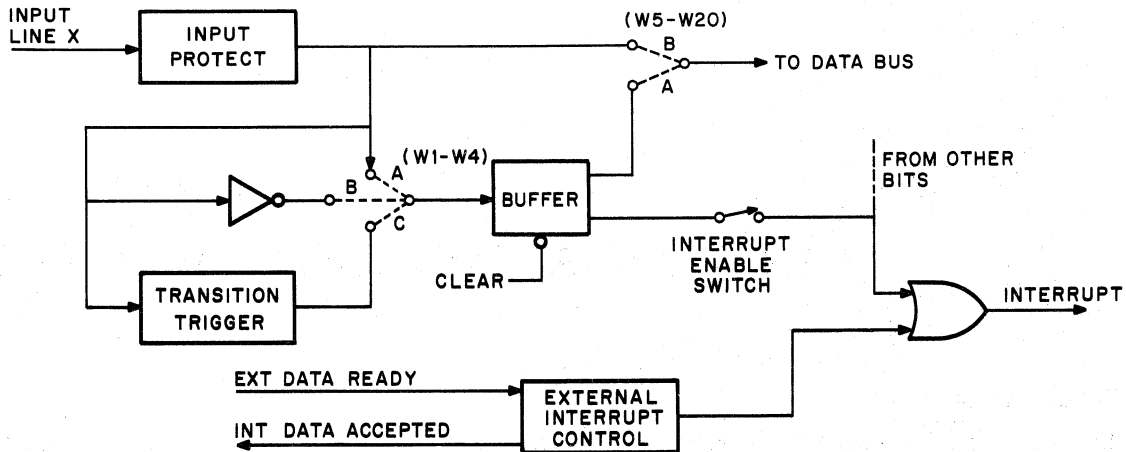 INPUT
LINE X
INPUT
PROTECT
(W5-W20)
B
A
TO DATA BUS
(W1-W4)
A
B
C
BUFFER
CLEAR
FROM OTHER
BITS
INTERRUPT
ENABLE
SWITCH
TRANSITION
TRIGGER
INTERRUPT
EXT DATA READY
INT DATA ACCEPTED
EXTERNAL
INTERRUPT
CONTROL